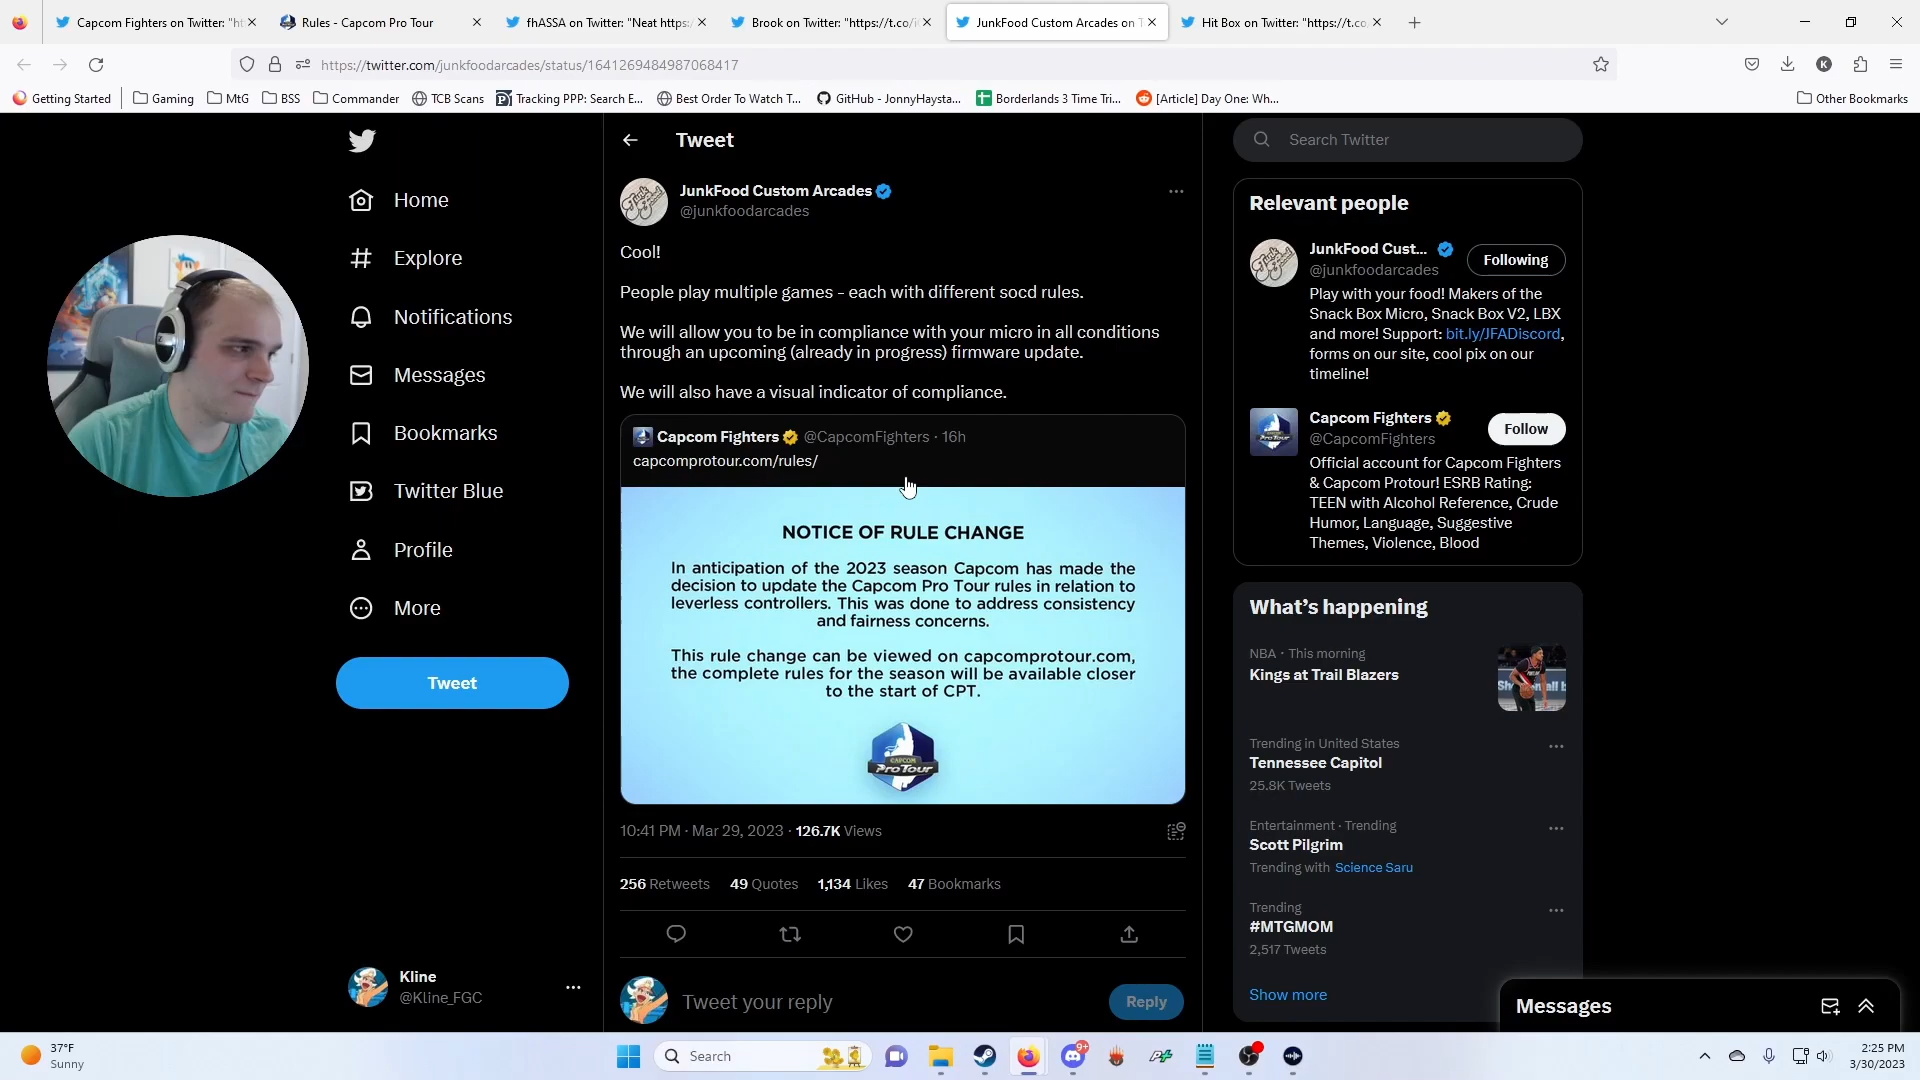 Capcom Fighters on Twitter: "ht
Rules - Capcom Pro Tour
fhASSA on Twitter: "Neat https:/
Brook on Twitter: "https://t.co/i
JunkFood Custom Arcades on T
Hit Box on Twitter: "https://t.co
https://twitter.com/junkfoodarcades/status/1641269484987068417
K
Getting Started
Gaming
MtG
BSS
Commander
TCB Scans
Tracking PPP: Search E...
Best Order To Watch T...
GitHub - JonnyHaysta...
Borderlands 3 Time Tri...
[Article] Day One: Wh...
Other Bookmarks
Home
Explore
Notifications
Messages
Bookmarks
Twitter Blue
Profile
More
Tweet
Kline
@Kline_FGC
Tweet
JunkFood Custom Arcades
@junkfoodarcades
Cool!
People play multiple games - each with different socd rules.
We will allow you to be in compliance with your micro in all conditions
through an upcoming (already in progress) firmware update.
We will also have a visual indicator of compliance.
Capcom Fighters @CapcomFighters · 16h
capcomprotour.com/rules/
NOTICE OF RULE CHANGE
In anticipation of the 2023 season Capcom has made the
decision to update the Capcom Pro Tour rules in relation to
leverless controllers. This was done to address consistency
and fairness concerns.
This rule change can be viewed on capcomprotour.com,
the complete rules for the season will be available closer
to the start of CPT.
CAPCOM
ProTour
10:41 PM · Mar 29, 2023 · 126.7K Views
256 Retweets 49 Quotes 1,134 Likes 47 Bookmarks
Tweet your reply
Reply
Search Twitter
Relevant people
JunkFood Cust...
@junkfoodarcades
Following
Play with your food! Makers of the
Snack Box Micro, Snack Box V2, LBX
and more! Support: bit.ly/JFADiscord,
forms on our site, cool pix on our
timeline!
Capcom Fighters
@CapcomFighters
Follow
Official account for Capcom Fighters
& Capcom Protour! ESRB Rating:
TEEN with Alcohol Reference, Crude
Humor, Language, Suggestive
Themes, Violence, Blood
What's happening
NBA · This morning
Kings at Trail Blazers
Trending in United States
Tennessee Capitol
25.8K Tweets
Entertainment · Trending
Scott Pilgrim
Trending with Science Saru
Trending
#MTGMOM
2,517 Tweets
Show more
Messages
37°F
Sunny
Search
9+
2:25 PM
3/30/2023